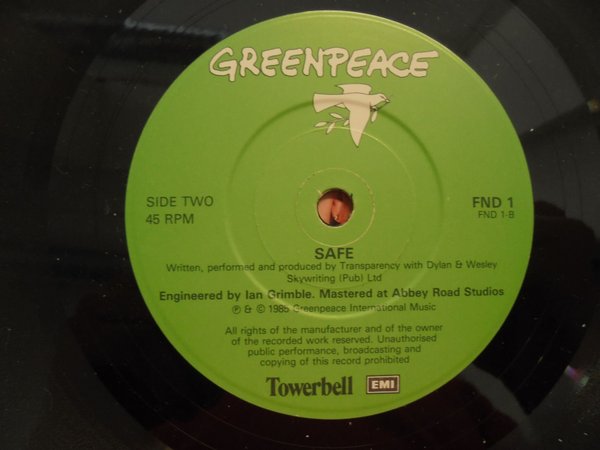 GREENPEACE
SIDE TWO
45 RPM
FND 1
FND 1-B
SAFE
Written, performed and produced by Transparency with Dylan & Wesley
Skywriting (Pub) Ltd
Engineered by Ian Grimble. Mastered at Abbey Road Studios
℗ & © 1985 Greenpeace International Music
All rights of the manufacturer and of the owner
of the recorded work reserved. Unauthorised
public performance, broadcasting and
copying of this record prohibited
Towerbell EMI